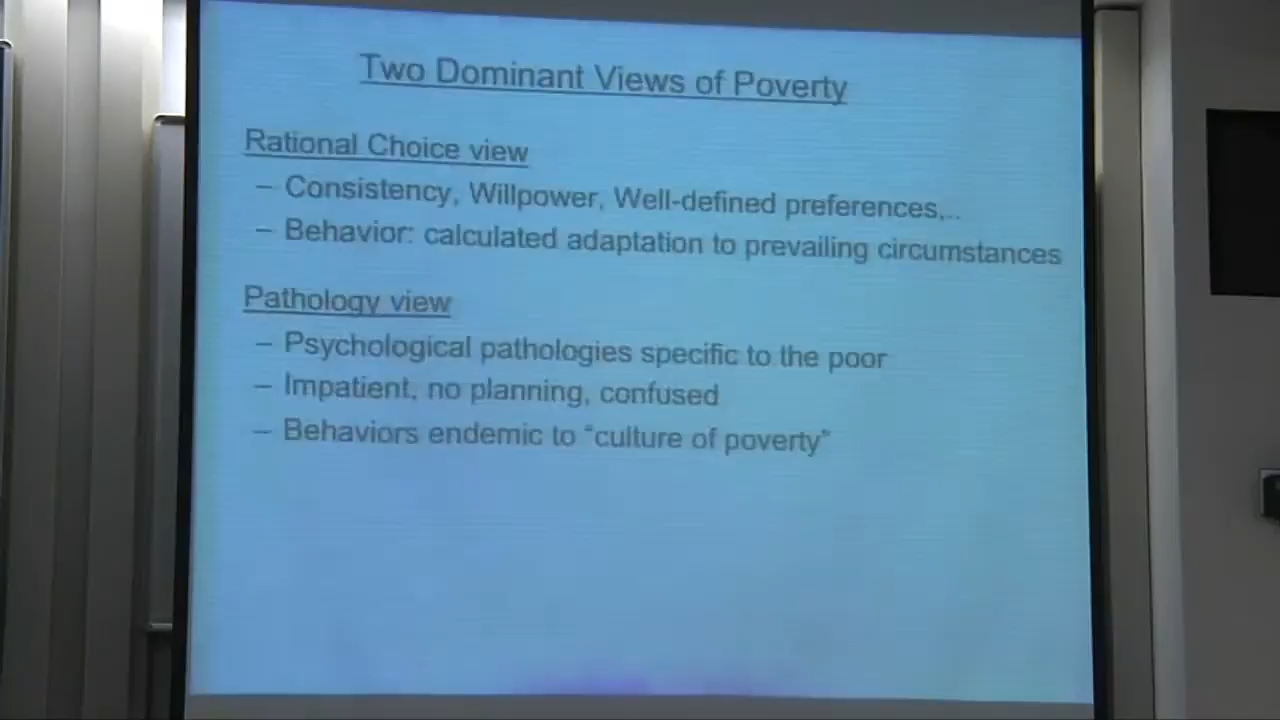 Two Dominant Views of Poverty
Rational Choice view
– Consistency, Willpower, Well-defined preferences,..
– Behavior: calculated adaptation to prevailing circumstances
Pathology view
– Psychological pathologies specific to the poor
– Impatient, no planning, confused
– Behaviors endemic to “culture of poverty”